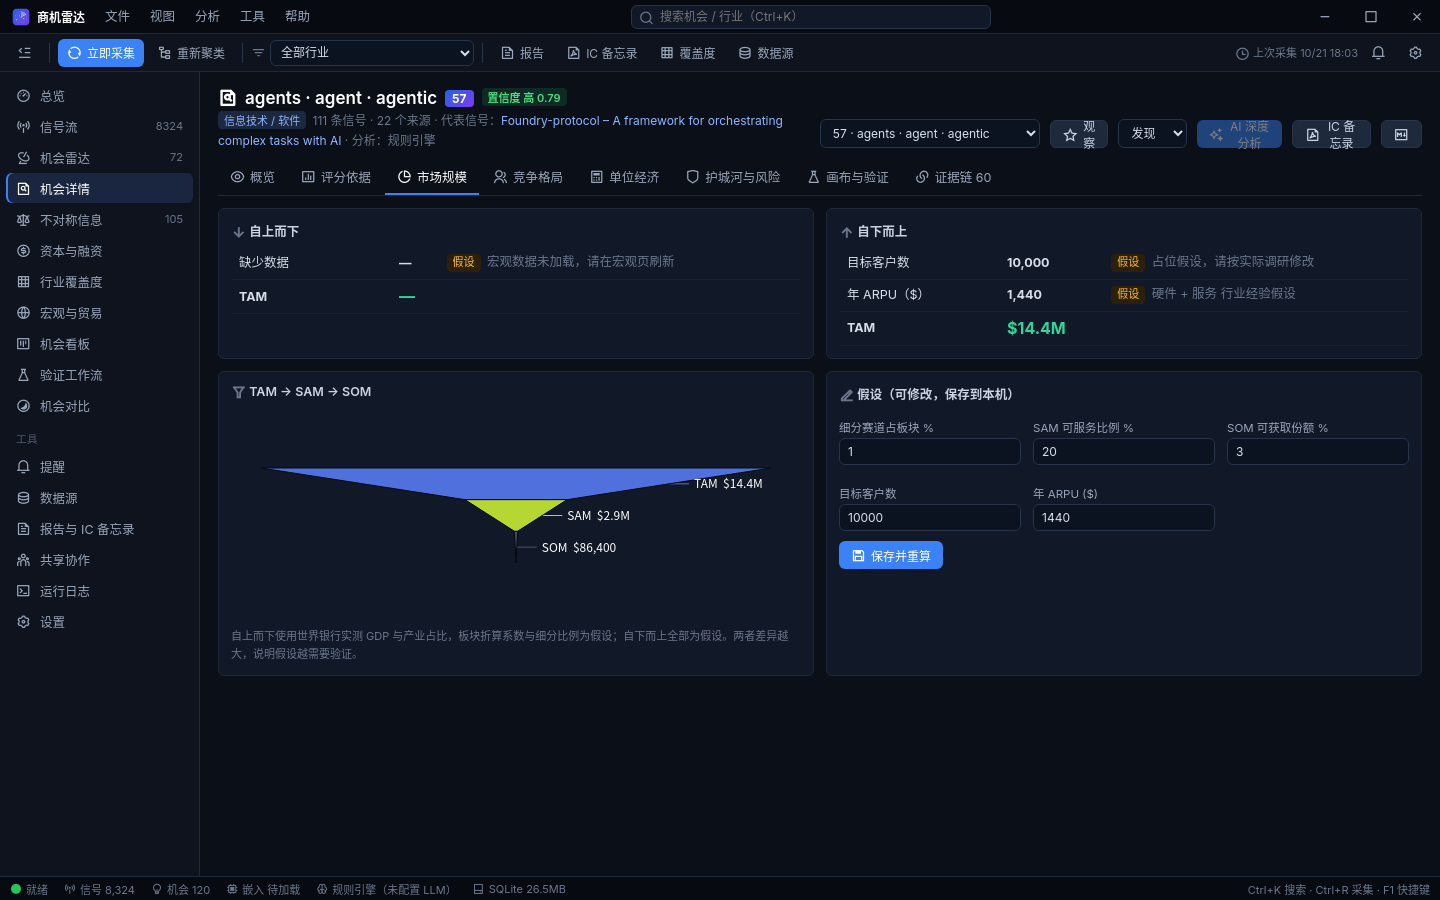 商机雷达 文件 视图 分析 工具 帮助 搜索机会 / 行业（Ctrl+K）
立即采集 重新聚类 全部行业 报告 IC 备忘录 覆盖度 数据源 上次采集 10/21 18:03
总览
信号流 8324
机会雷达 72
机会详情
不对称信息 105
资本与融资
行业覆盖度
宏观与贸易
机会看板
验证工作流
机会对比
工具
提醒
数据源
报告与 IC 备忘录
共享协作
运行日志
设置
agents · agent · agentic 57 置信度 高 0.79
信息技术 / 软件 111 条信号 · 22 个来源 · 代表信号：Foundry-protocol – A framework for orchestrating
complex tasks with AI · 分析：规则引擎
57 · agents · agent · agentic
观
察
发现
AI 深度
分析
IC 备
忘录
概览 评分依据 市场规模 竞争格局 单位经济 护城河与风险 画布与验证 证据链 60
自上而下
缺少数据 — 假设 宏观数据未加载，请在宏观页刷新
TAM —
自下而上
目标客户数 10,000 假设 占位假设，请按实际调研修改
年 ARPU（$） 1,440 假设 硬件 + 服务 行业经验假设
TAM $14.4M
TAM → SAM → SOM
TAM $14.4M
SAM $2.9M
SOM $86,400
自上而下使用世界银行实测 GDP 与产业占比，板块折算系数与细分比例为假设；自下而上全部为假设。两者差异越
大，说明假设越需要验证。
假设（可修改，保存到本机）
细分赛道占板块 % SAM 可服务比例 % SOM 可获取份额 %
1 20 3
目标客户数 年 ARPU ($)
10000 1440
保存并重算
就绪 信号 8,324 机会 120 嵌入 待加载 规则引擎（未配置 LLM） SQLite 26.5MB Ctrl+K 搜索 · Ctrl+R 采集 · F1 快捷键